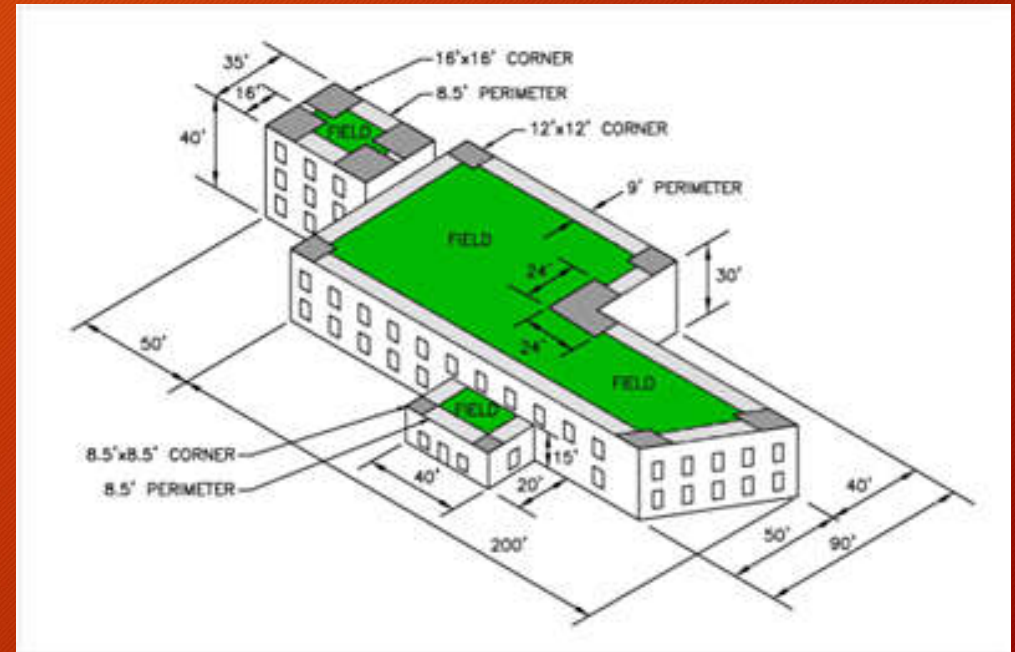 35'
16'
40'
16'x16' CORNER
8.5' PERIMETER
FIELD
12'x12' CORNER
9' PERIMETER
FIELD
24'
30'
24'
50'
FIELD
FIELD
8.5'x8.5' CORNER
8.5' PERIMETER
15'
40'
20'
40'
50'
90'
200'